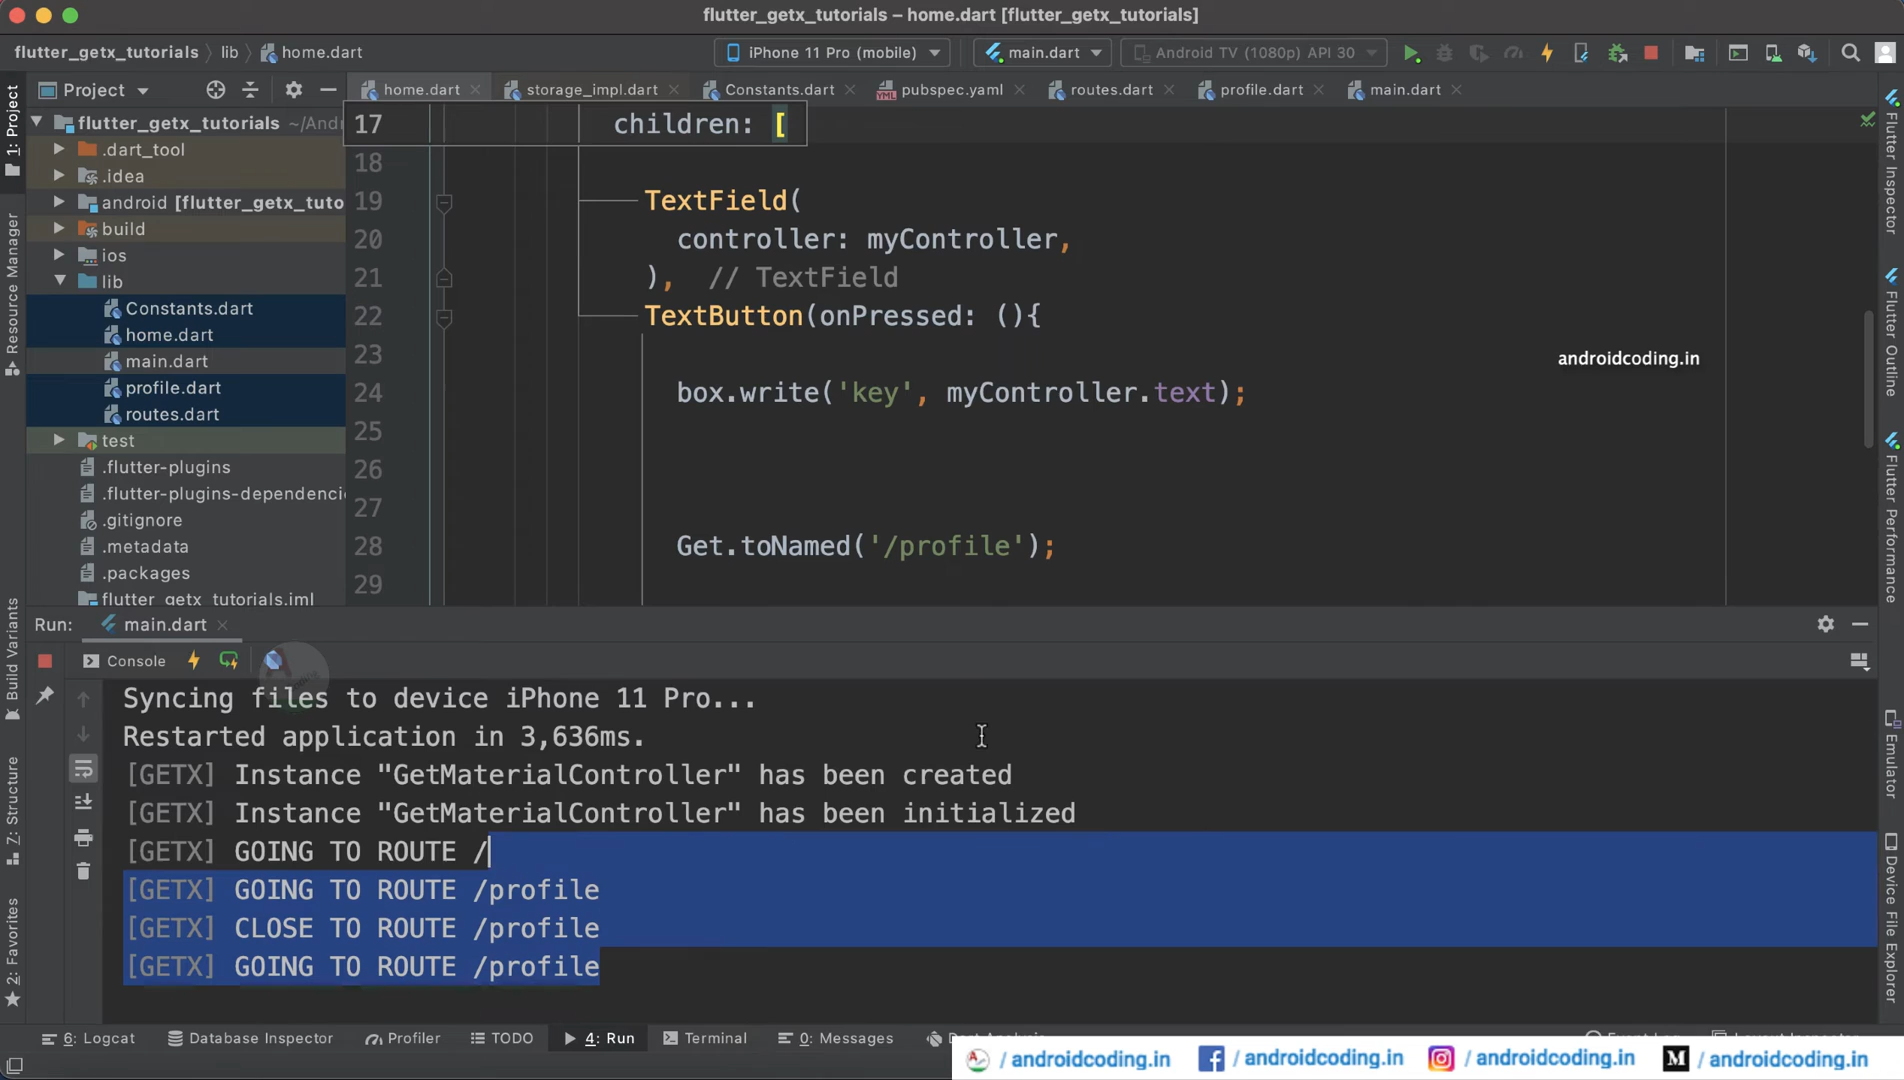 flutter_getx_tutorials – home.dart [flutter_getx_tutorials]
flutter_getx_tutorials
lib
home.dart
iPhone 11 Pro (mobile)
main.dart
Android TV (1080p) API 30
Project
home.dart
storage_impl.dart
Constants.dart
pubspec.yaml
routes.dart
profile.dart
main.dart
1: Project
Resource Manager
Build Variants
7: Structure
2: Favorites
flutter_getx_tutorials ~/And
.dart_tool
.idea
android [flutter_getx_tuto
build
ios
lib
Constants.dart
home.dart
main.dart
profile.dart
routes.dart
test
.flutter-plugins
.flutter-plugins-dependenci
.gitignore
.metadata
.packages
flutter_getx_tutorials.iml
17 children: [
18
19 TextField(
20 controller: myController,
21 ), // TextField
22 TextButton(onPressed: (){
23
24 box.write('key', myController.text);
25
26
27
28 Get.toNamed('/profile');
29
androidcoding.in
Flutter Inspector
Flutter Outline
Flutter Performance
Emulator
Device File Explorer
Run:
main.dart
Console
Syncing files to device iPhone 11 Pro...
Restarted application in 3,636ms.
[GETX] Instance "GetMaterialController" has been created
[GETX] Instance "GetMaterialController" has been initialized
[GETX] GOING TO ROUTE /
[GETX] GOING TO ROUTE /profile
[GETX] CLOSE TO ROUTE /profile
[GETX] GOING TO ROUTE /profile
6: Logcat
Database Inspector
Profiler
TODO
4: Run
Terminal
0: Messages
/ androidcoding.in
/ androidcoding.in
/ androidcoding.in
/ androidcoding.in